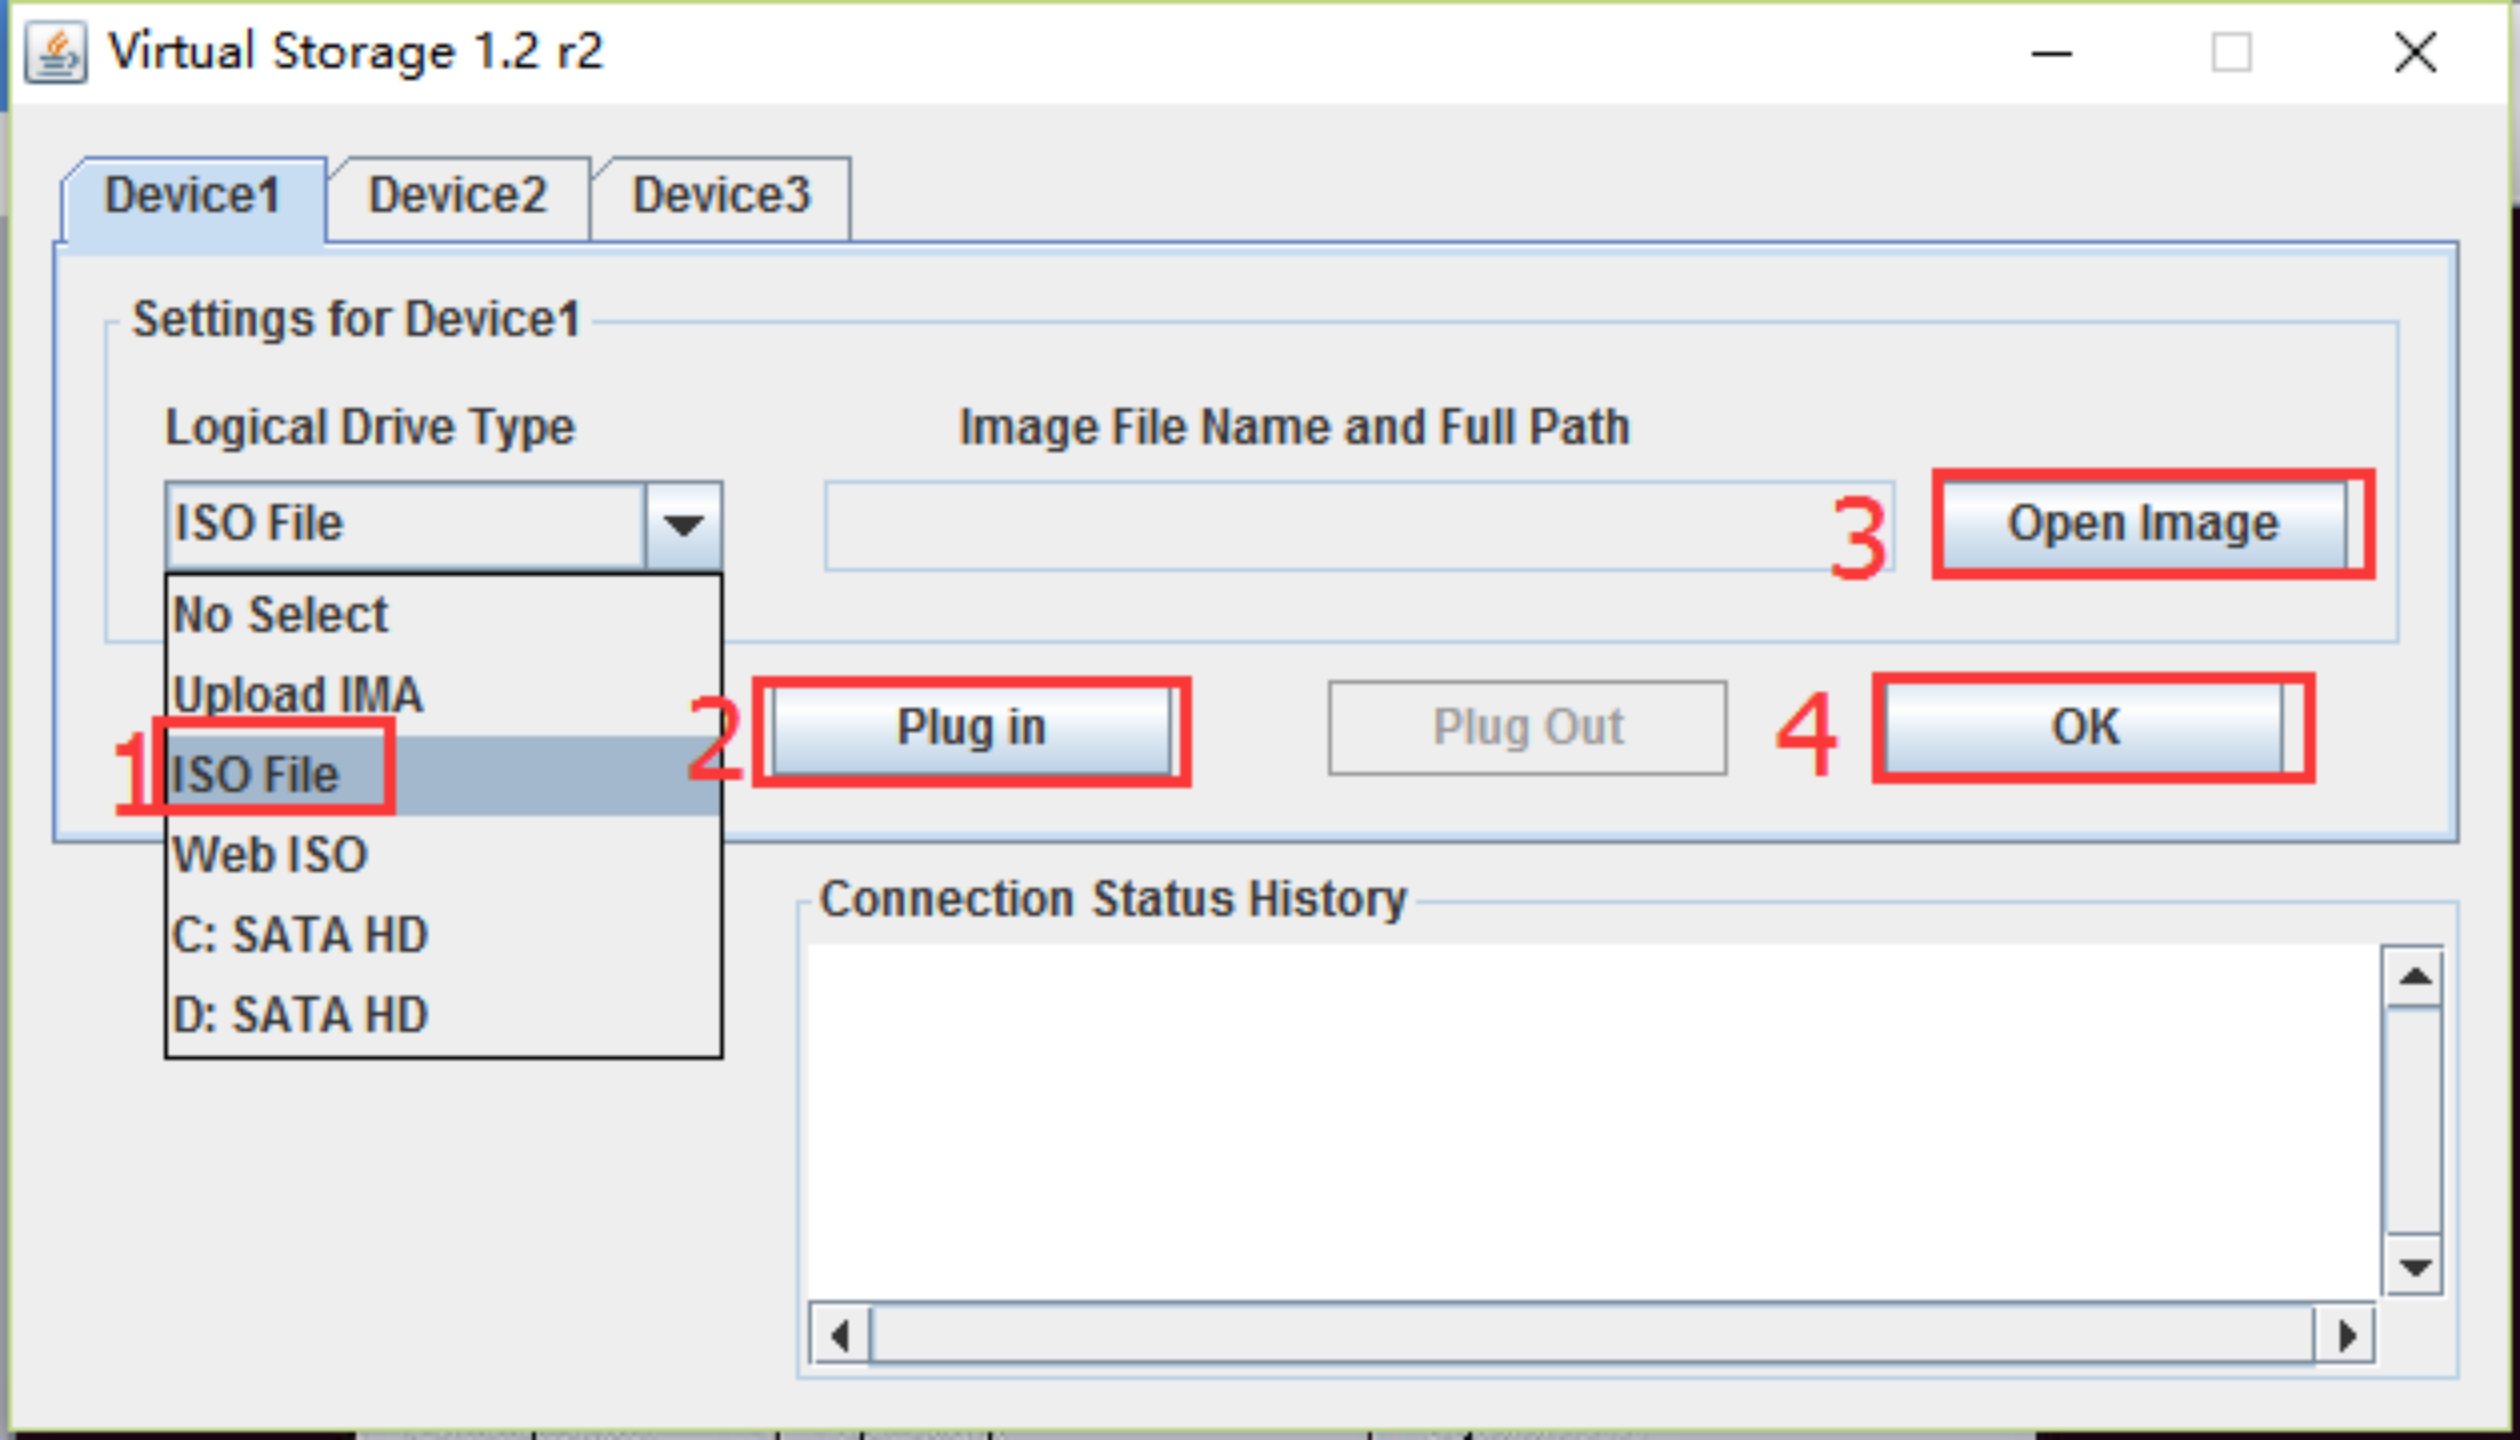 Virtual Storage 1.2 r2
Device1 Device2 Device3
Settings for Device1
Logical Drive Type Image File Name and Full Path
ISO File 3 Open Image
No Select
Upload IMA
2 Plug in Plug Out 4 OK
1 ISO File
Web ISO
C: SATA HD
D: SATA HD
Connection Status History